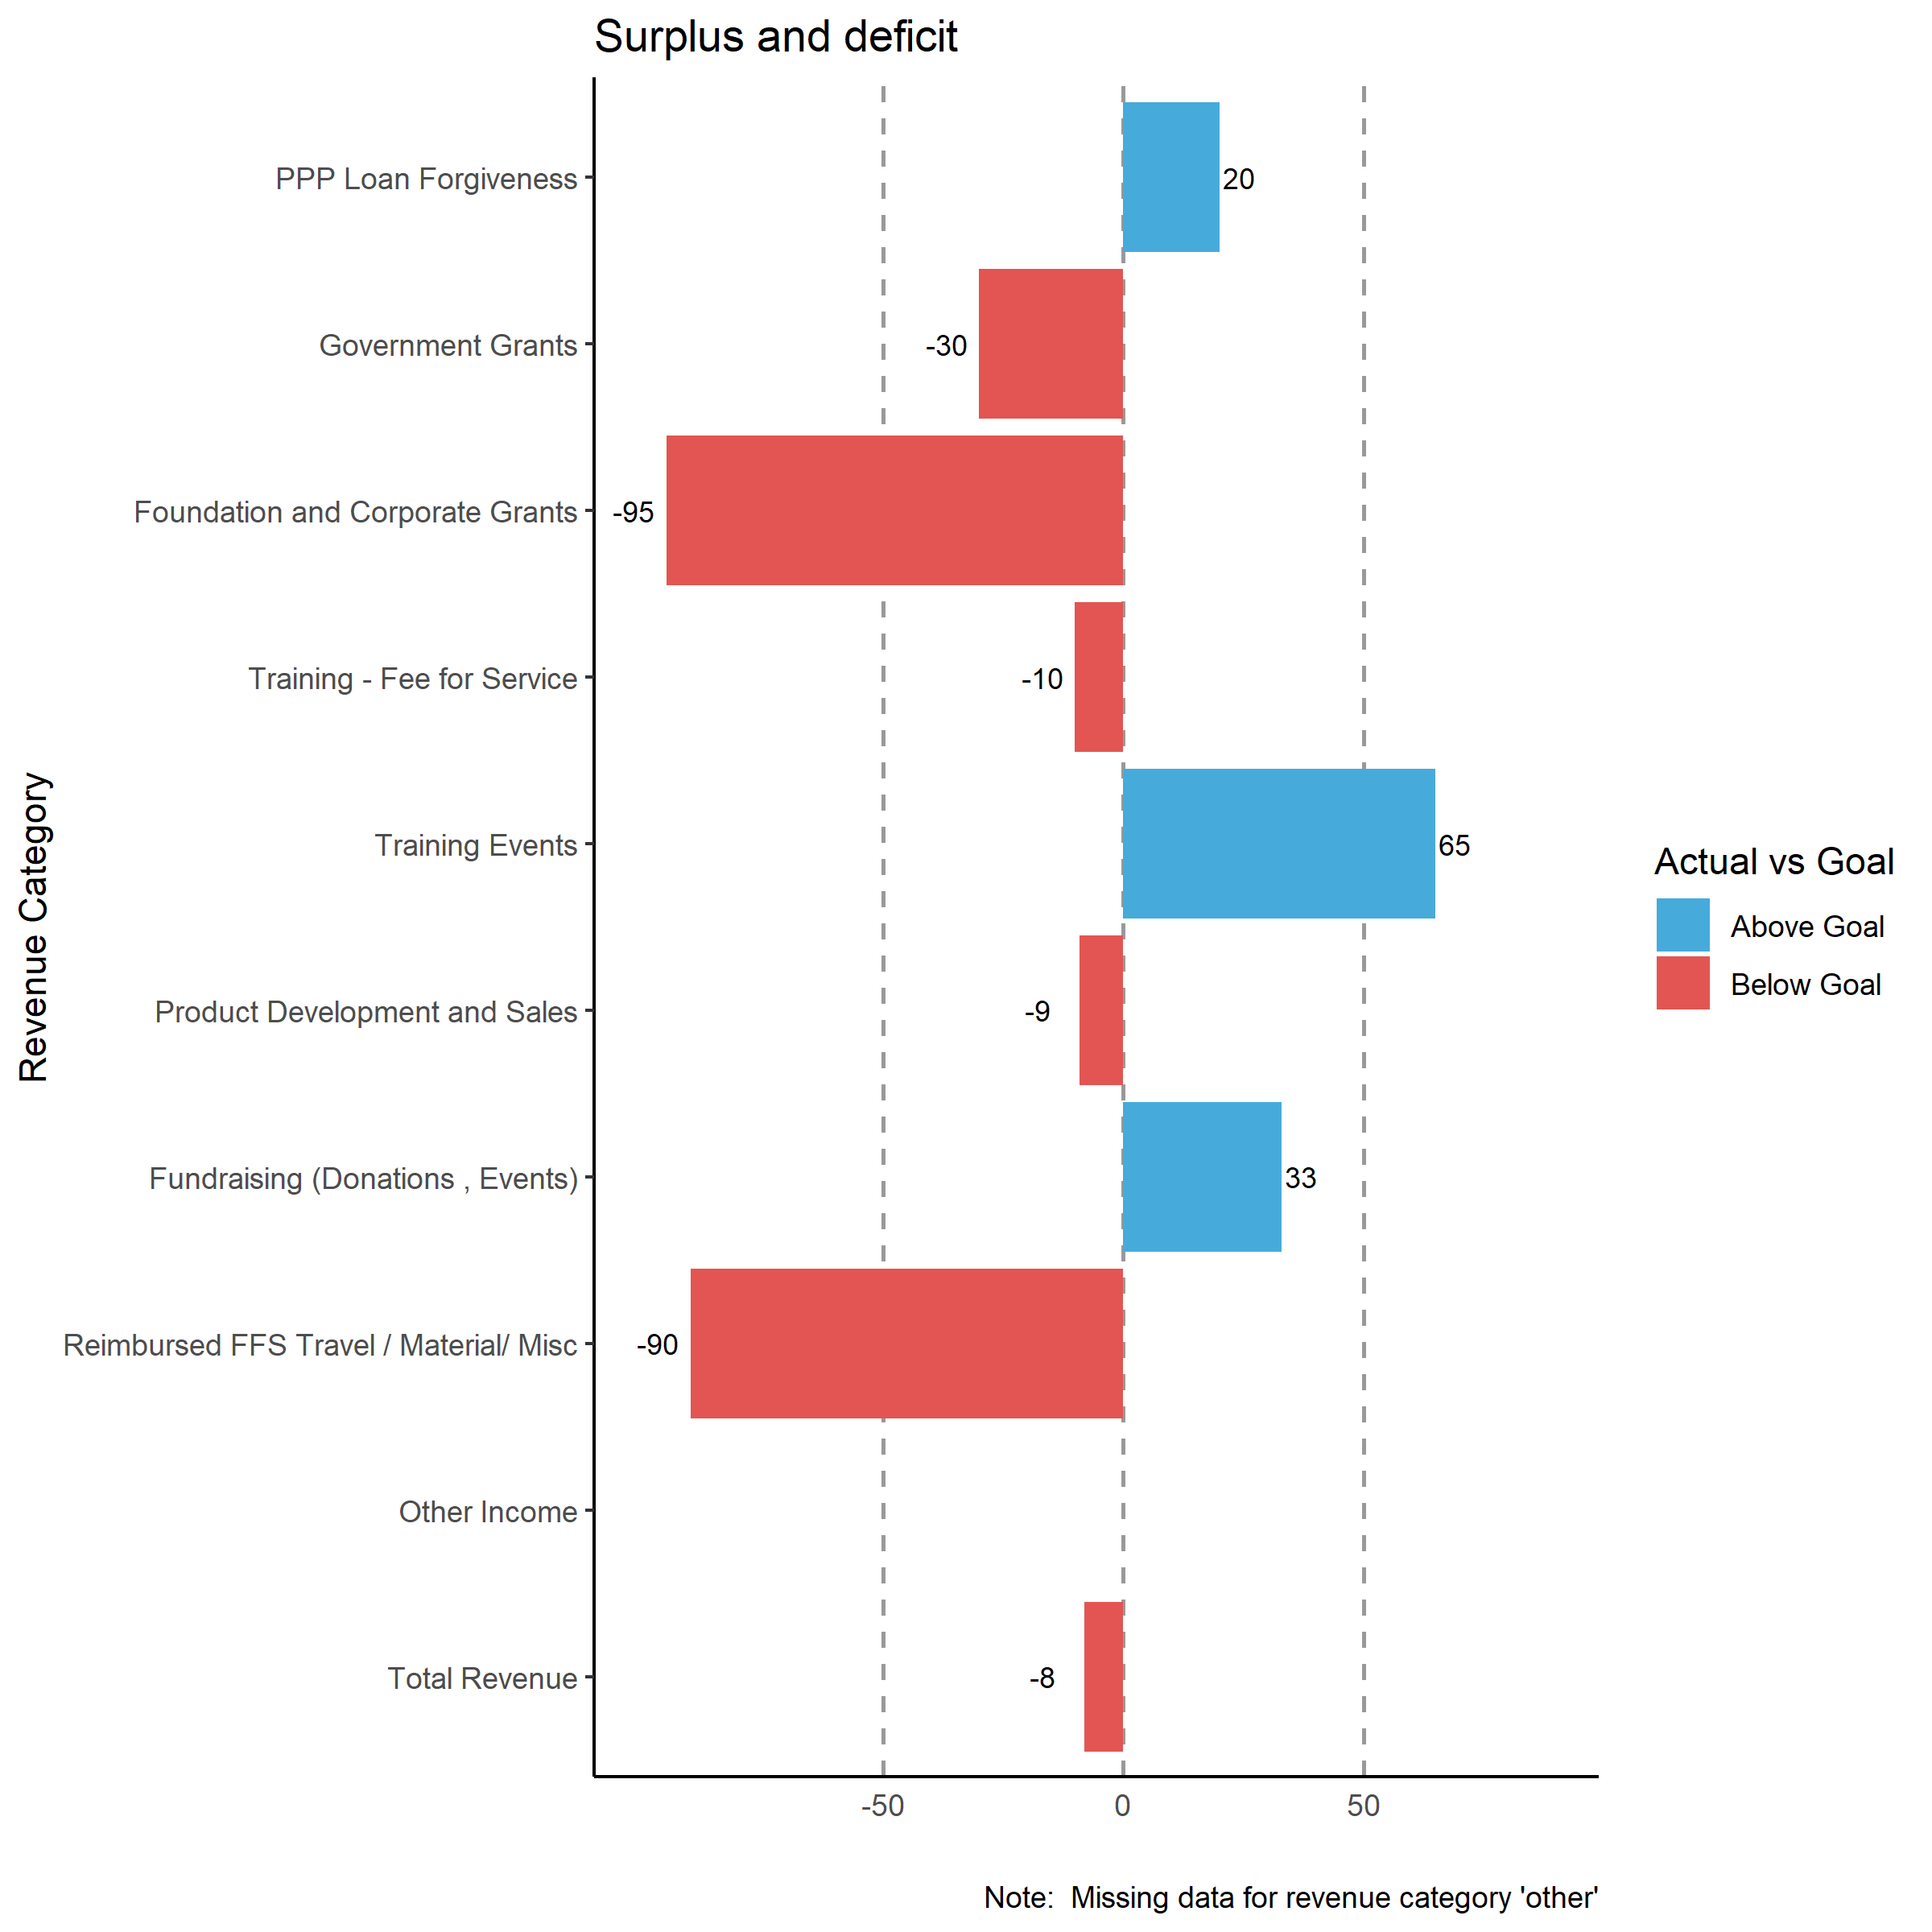 Surplus and deficit
PPP Loan Forgiveness
20
Government Grants
-30
Foundation and Corporate Grants
-95
Training - Fee for Service
-10
Training Events
65
Product Development and Sales
-9
Fundraising (Donations , Events)
33
Reimbursed FFS Travel / Material/ Misc
-90
Other Income
Total Revenue
-8
Revenue Category
-50
0
50
Actual vs Goal
Above Goal
Below Goal
Note:  Missing data for revenue category 'other'